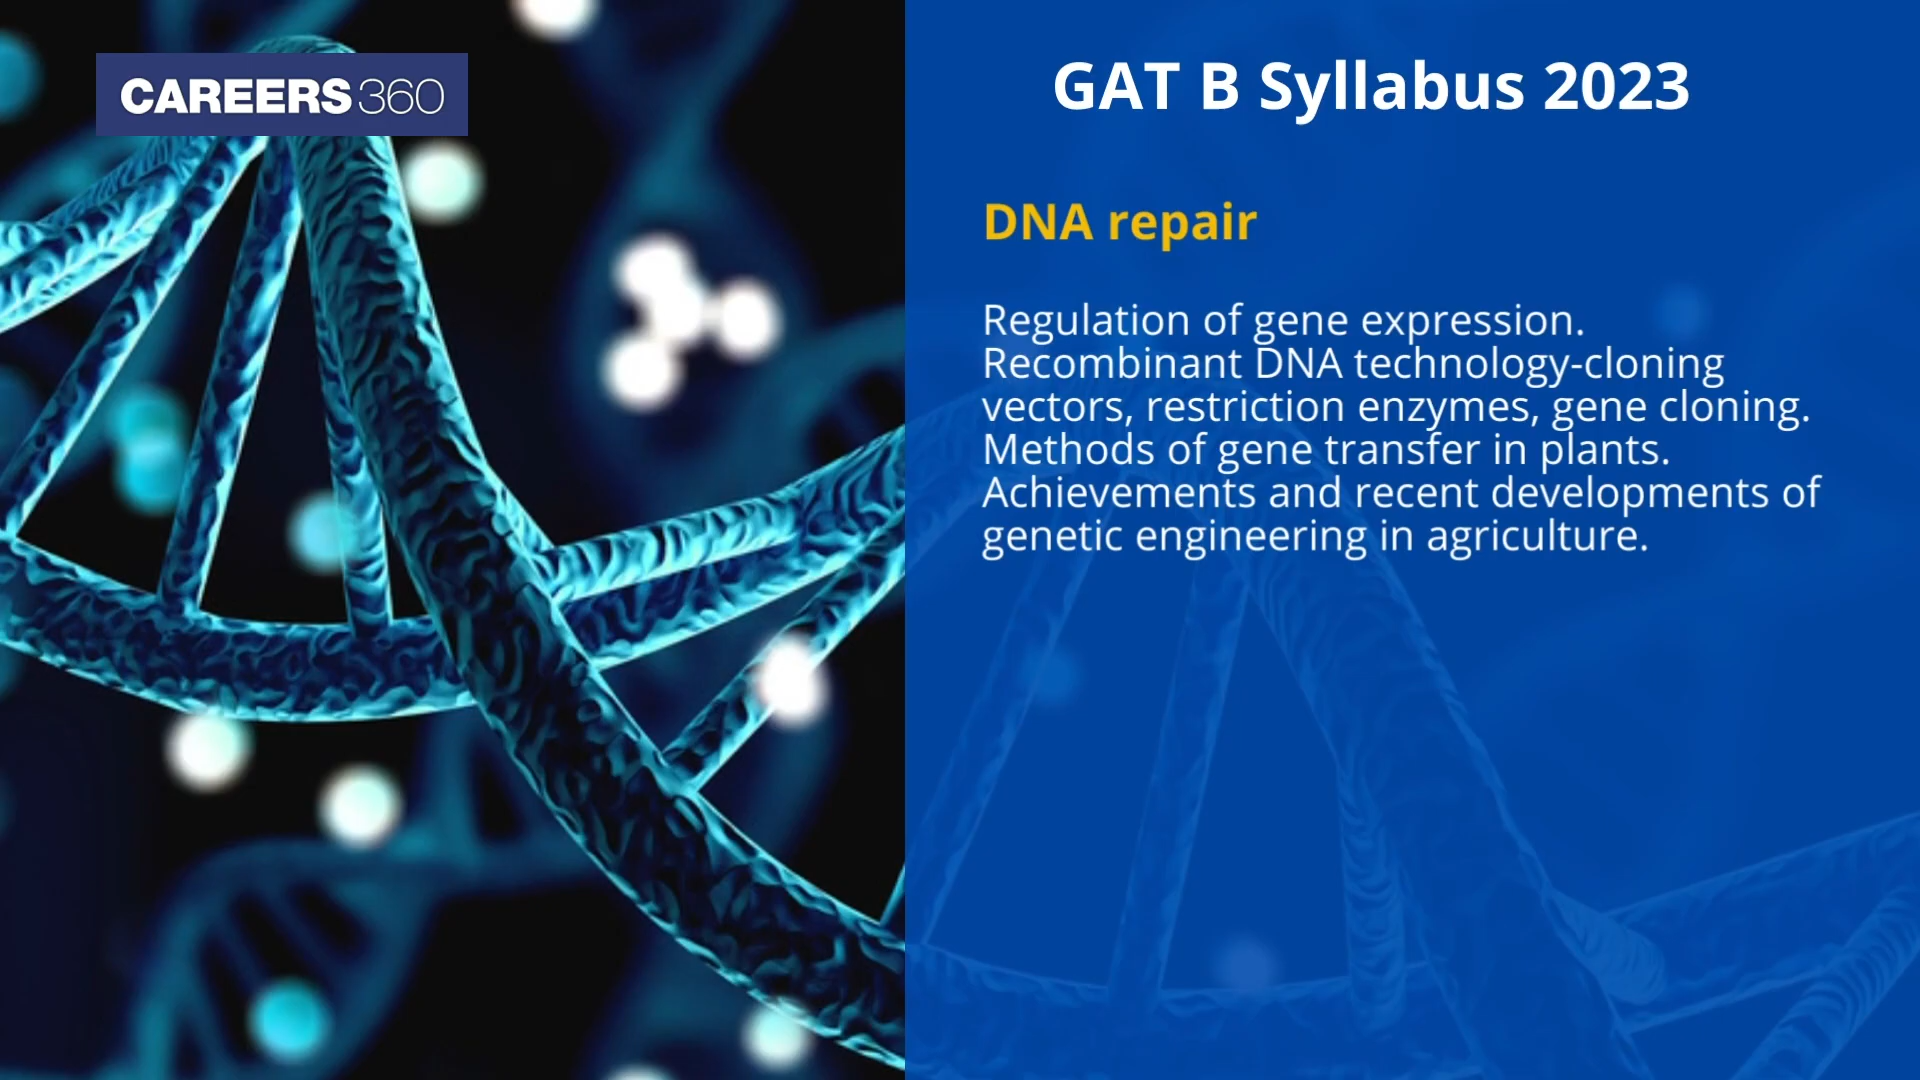 CAREERS360
GAT B Syllabus 2023
DNA repair
Regulation of gene expression.
Recombinant DNA technology-cloning
vectors, restriction enzymes, gene cloning.
Methods of gene transfer in plants.
Achievements and recent developments of
genetic engineering in agriculture.